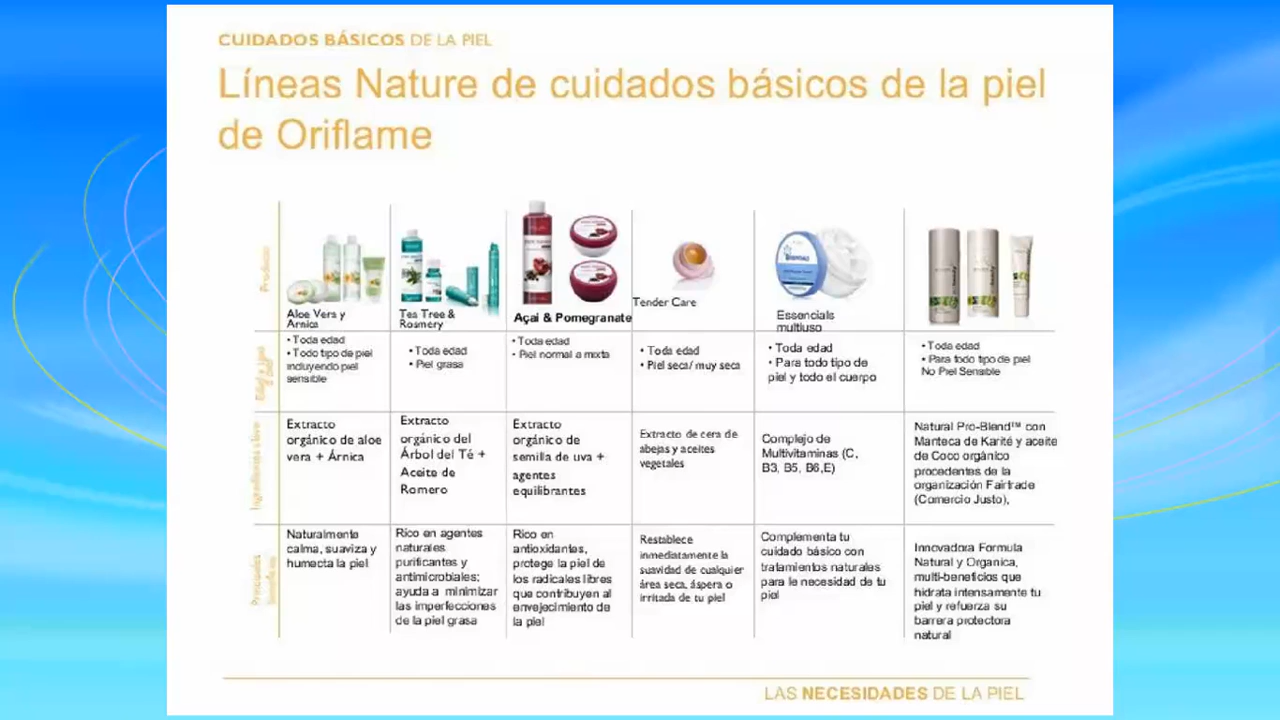 CUIDADOS BÁSICOS DE LA PIEL
Líneas Nature de cuidados básicos de la piel
de Oriflame
Productos
Aloe Vera y
Arnica
Tea Tree &
Rosmery
Açai & Pomegranate
Tender Care
Essencials
multiuso
• Toda edad
• Todo tipo de piel
incluyendo piel
sensible
• Toda edad
• Piel grasa
• Toda edad
• Piel normal a mixta
• Toda edad
• Piel seca/ muy seca
• Toda edad
• Para todo tipo de
piel y todo el cuerpo
• Toda edad
• Para todo tipo de piel
No Piel Sensible
Ingredientes clave
Extracto
orgánico de aloe
vera + Árnica
Extracto
orgánico del
Árbol del Té +
Aceite de
Romero
Extracto
orgánico de
semilla de uva +
agentes
equilibrantes
Extracto de cera de
abejas y aceites
vegetales
Complejo de
Multivitaminas (C,
B3, B5, B6,E)
Natural Pro-Blend™ con
Manteca de Karité y aceite
de Coco orgánico
procedentes de la
organización Fairtrade
(Comercio Justo),
Principales
Naturalmente
calma, suaviza y
humecta la piel
Rico en agentes
naturales
purificantes y
antimicrobiales;
ayuda a minimizar
las imperfecciones
de la piel grasa
Rico en
antioxidantes,
protege la piel de
los radicales libres
que contribuyen al
envejecimiento de
la piel
Restablece
inmediatamente la
suavidad de cualquier
área seca, áspera o
irritada de tu piel
Complementa tu
cuidado básico con
tratamientos naturales
para le necesidad de tu
piel
Innovadora Formula
Natural y Organica,
multi-beneficios que
hidrata intensamente tu
piel y refuerza su
barrera protectora
natural
LAS NECESIDADES DE LA PIEL